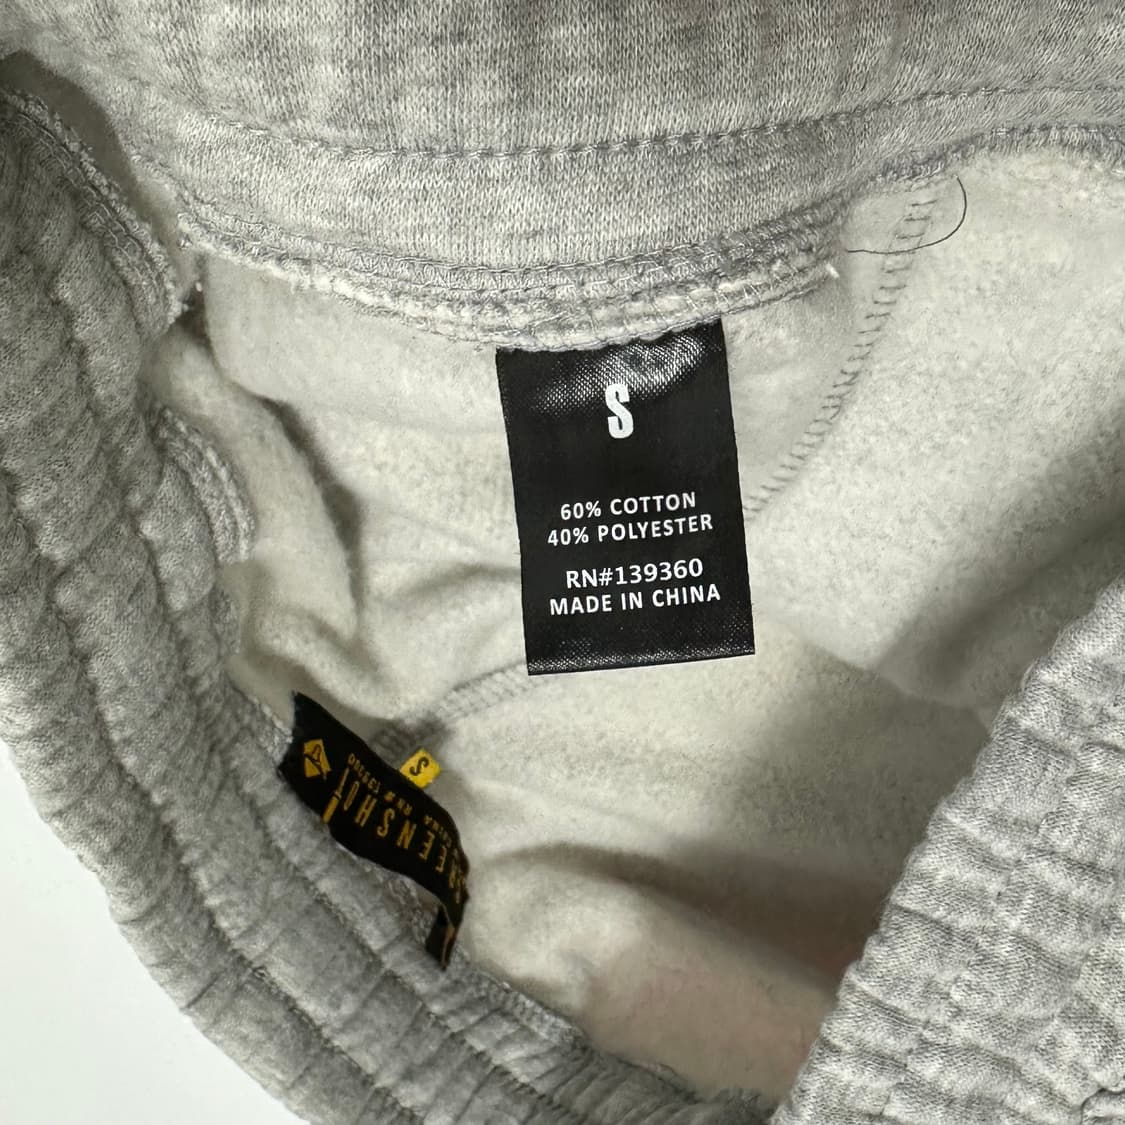 S
60% COTTON
40% POLYESTER
RN#139360
MADE IN CHINA
S